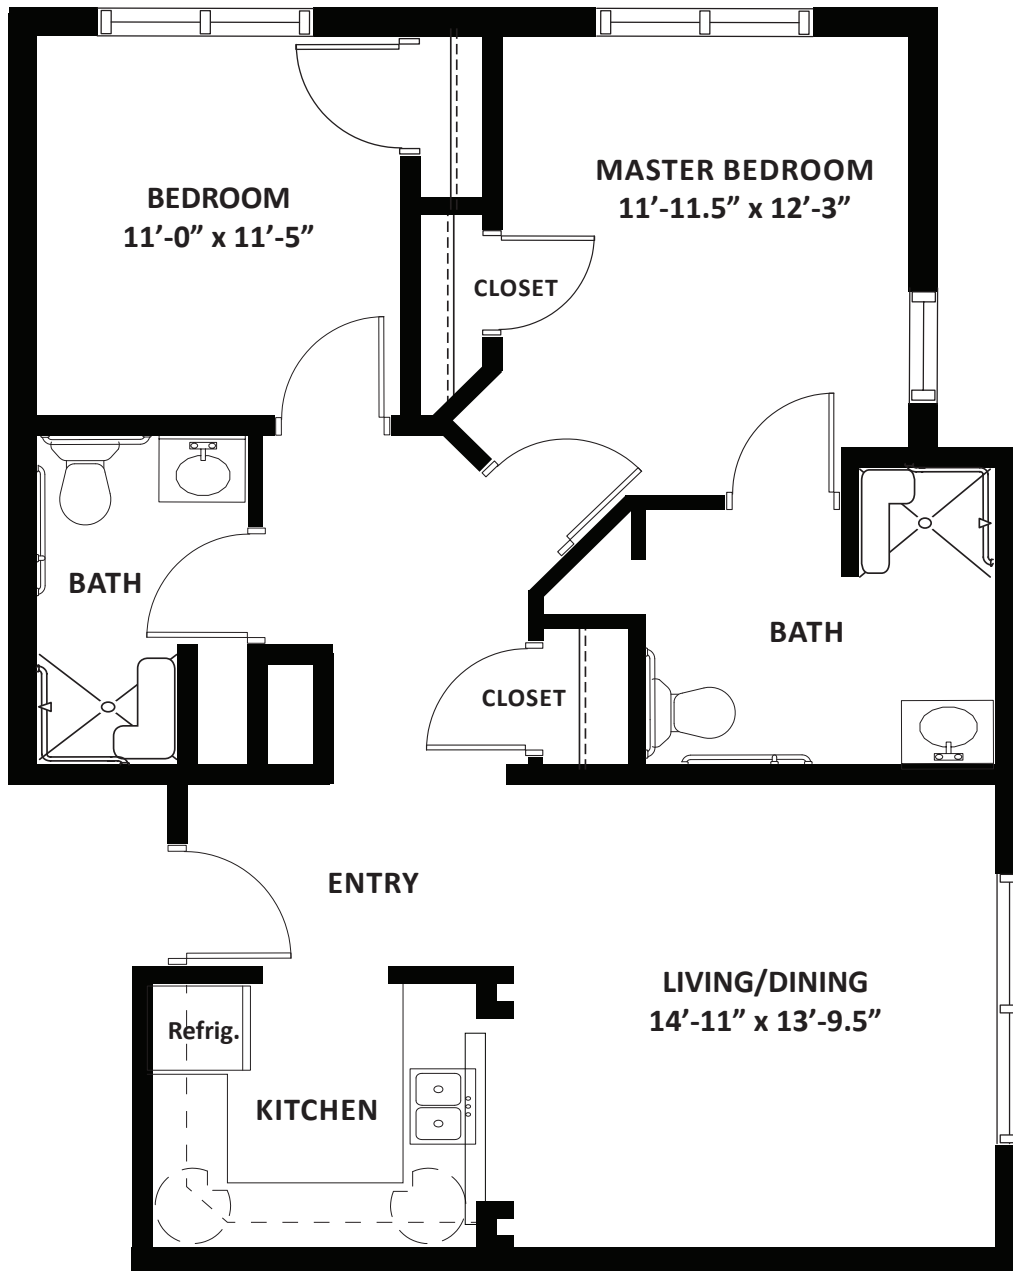 MASTER BEDROOM
11’-11.5” x 12’-3”
BEDROOM
11’-0” x 11’-5”
CLOSET
BATH
BATH
CLOSET
ENTRY
LIVING/DINING
14’-11” x 13’-9.5”
Refrig.
KITCHEN